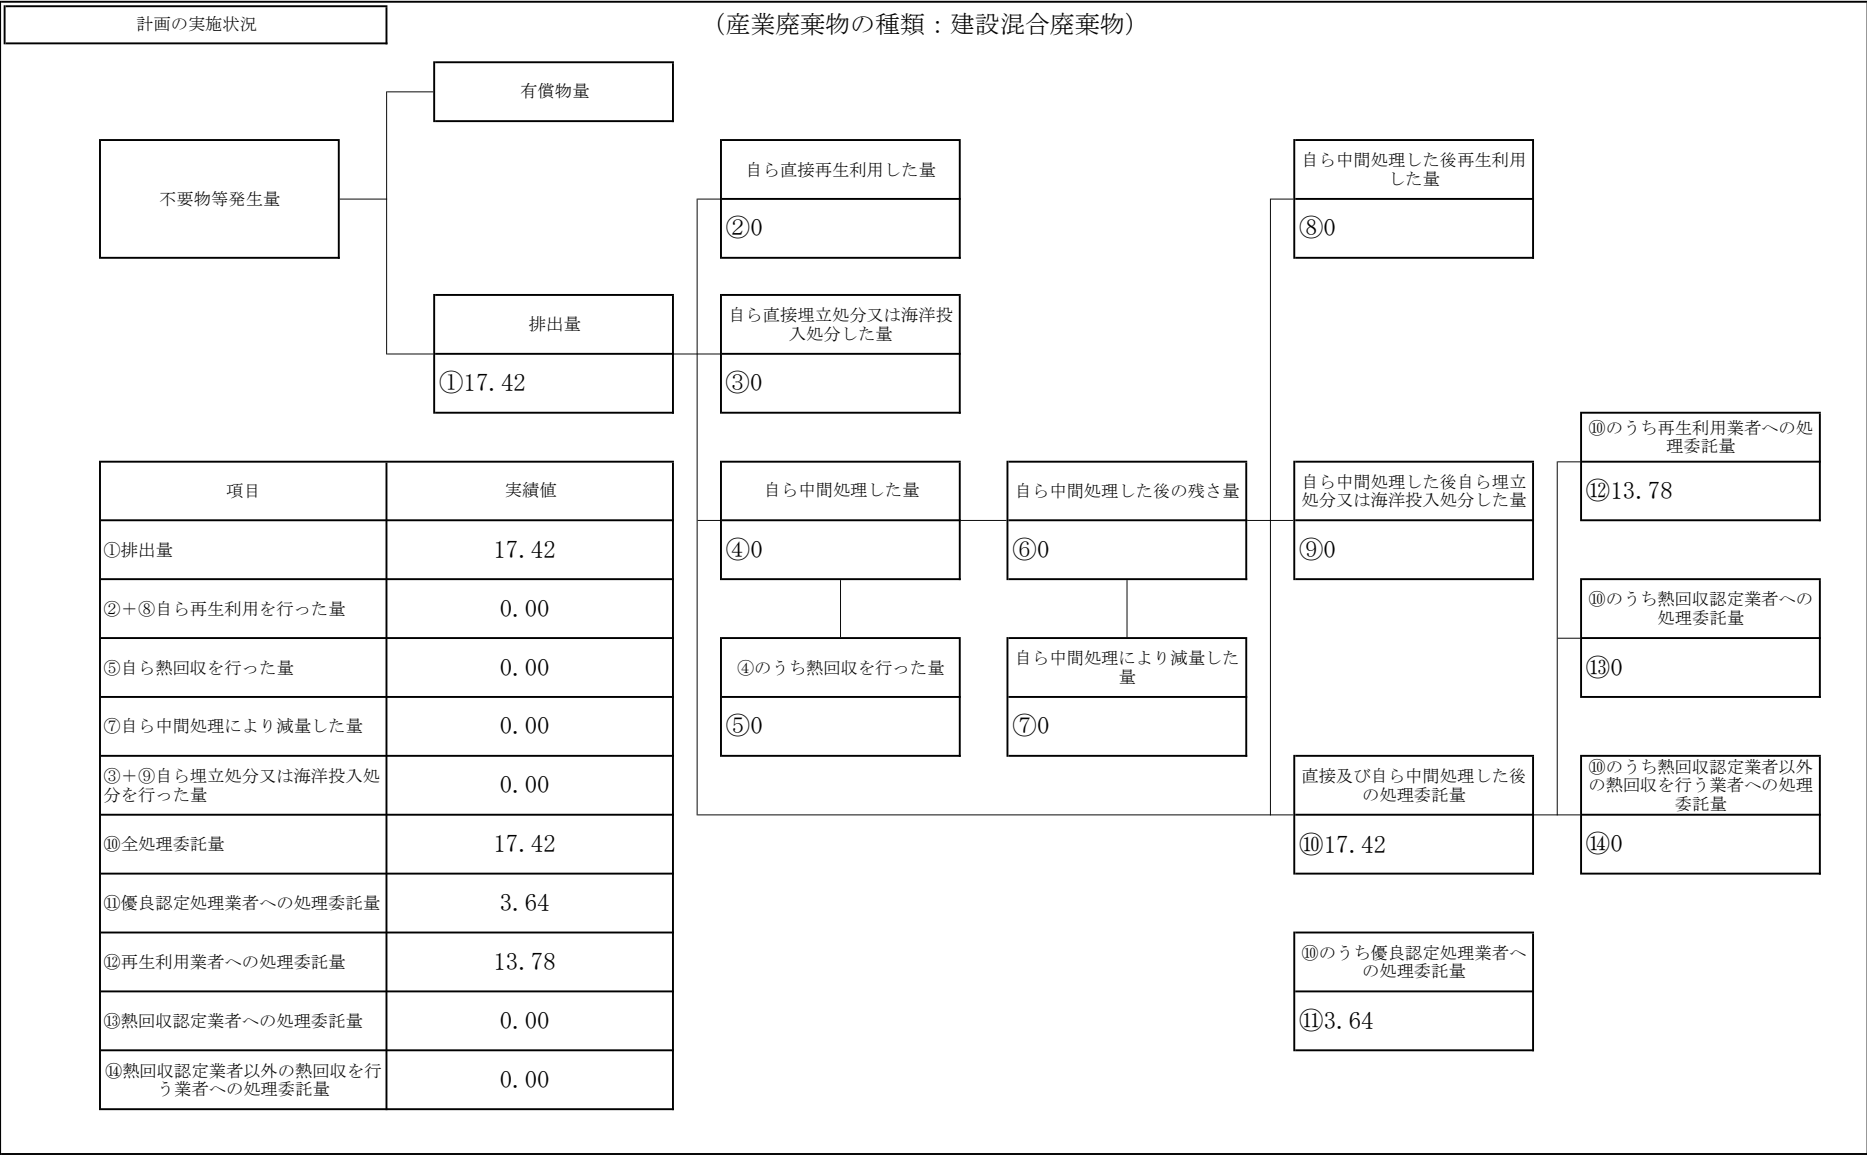 計画の実施状況
(産業廃棄物の種類：建設混合廃棄物)
有償物量
不要物等発生量
排出量
①17.42
自ら直接再生利用した量
②0
自ら直接埋立処分又は海洋投
入処分した量
③0
自ら中間処理した量
④0
④のうち熱回収を行った量
⑤0
自ら中間処理した後の残さ量
⑥0
自ら中間処理により減量した
量
⑦0
自ら中間処理した後再生利用
した量
⑧0
自ら中間処理した後自ら埋立
処分又は海洋投入処分した量
⑨0
直接及び自ら中間処理した後
の処理委託量
⑩17.42
⑩のうち優良認定処理業者へ
の処理委託量
⑪3.64
⑩のうち再生利用業者への処
理委託量
⑫13.78
⑩のうち熱回収認定業者への
処理委託量
⑬0
⑩のうち熱回収認定業者以外
の熱回収を行う業者への処理
委託量
⑭0
項目 実績値
①排出量 17.42
②＋⑧自ら再生利用を行った量 0.00
⑤自ら熱回収を行った量 0.00
⑦自ら中間処理により減量した量 0.00
③＋⑨自ら埋立処分又は海洋投入処
分を行った量 0.00
⑩全処理委託量 17.42
⑪優良認定処理業者への処理委託量 3.64
⑫再生利用業者への処理委託量 13.78
⑬熱回収認定業者への処理委託量 0.00
⑭熱回収認定業者以外の熱回収を行
う業者への処理委託量 0.00